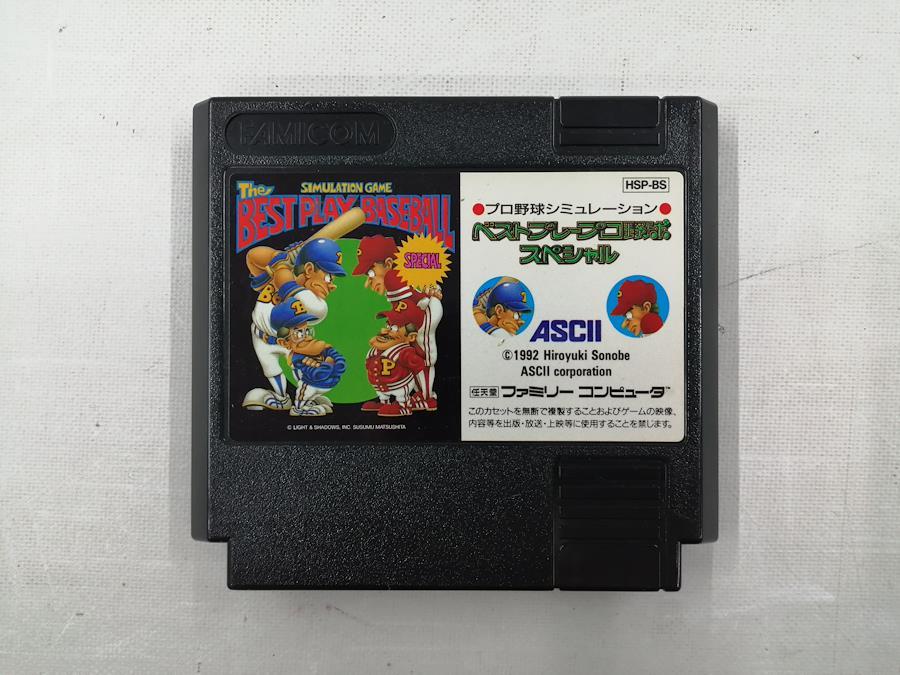 FAMICOM
SIMULATION GAME
The
BEST PLAY BASEBALL
SPECIAL
B
B
P
P
© LIGHT & SHADOWS, INC. SUSUMU MATSUSHITA
HSP-BS
●プロ野球シミュレーション●
ベストプレープロ野球
スペシャル
ASCII
©1992 Hiroyuki Sonobe
ASCII corporation
任天堂 ファミリー コンピュータ™
このカセットを無断で複製することおよびゲームの映像、
内容等を出版・放送・上映等に使用することを禁じます。